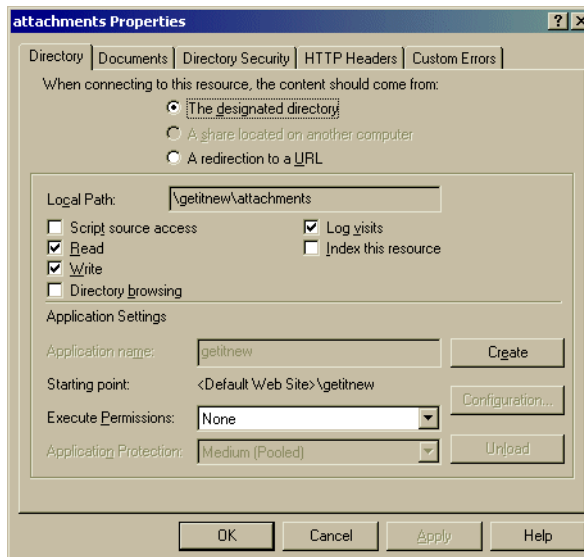 attachments Properties
Directory Documents Directory Security HTTP Headers Custom Errors
When connecting to this resource, the content should come from:
The designated directory
A share located on another computer
A redirection to a URL
Local Path: \getitnew\attachments
Script source access Log visits
Read Index this resource
Write
Directory browsing
Application Settings
Application name: getitnew Create
Starting point: <Default Web Site>\getitnew
Configuration...
Execute Permissions: None
Application Protection: Medium (Pooled) Unload
OK Cancel Apply Help